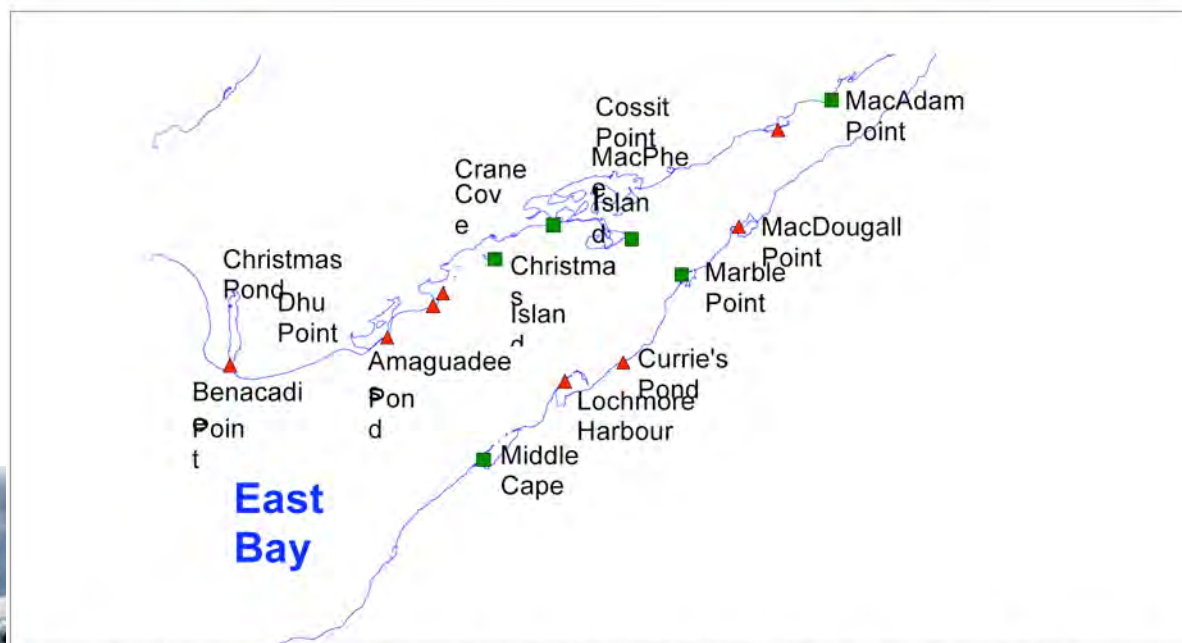 Cossit
Point
MacPhe
e
Islan
d
MacAdam
Point
Crane
Cov
e
MacDougall
Point
Christmas
Pond
Dhu
Point
Christma
s
Islan
d
Marble
Point
Amaguadee
s
Pon
d
Currie's
Pond
Benacadi
e
Poin
t
Lochmore
Harbour
Middle
Cape
East
Bay